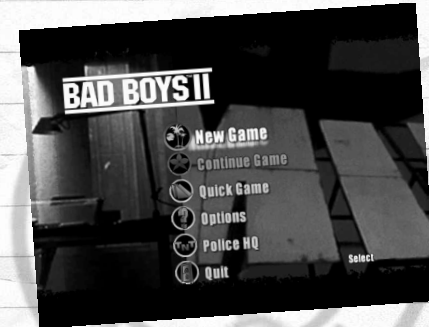 BAD BOYS II
New Game
Continue Game
Quick Game
Options
Police HQ
Select
Quit